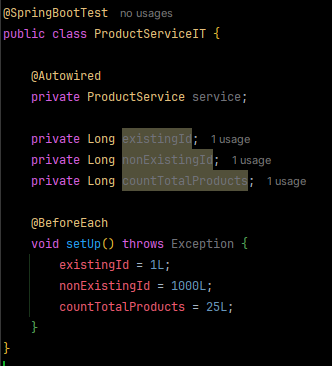 @SpringBootTest no usages
public class ProductServiceIT {
@Autowired
private ProductService service;
private Long existingId; 1 usage
private Long nonExistingId; 1 usage
private Long countTotalProducts; 1 usage
@BeforeEach
void setUp() throws Exception {
existingId = 1L;
nonExistingId = 1000L;
countTotalProducts = 25L;
}
}